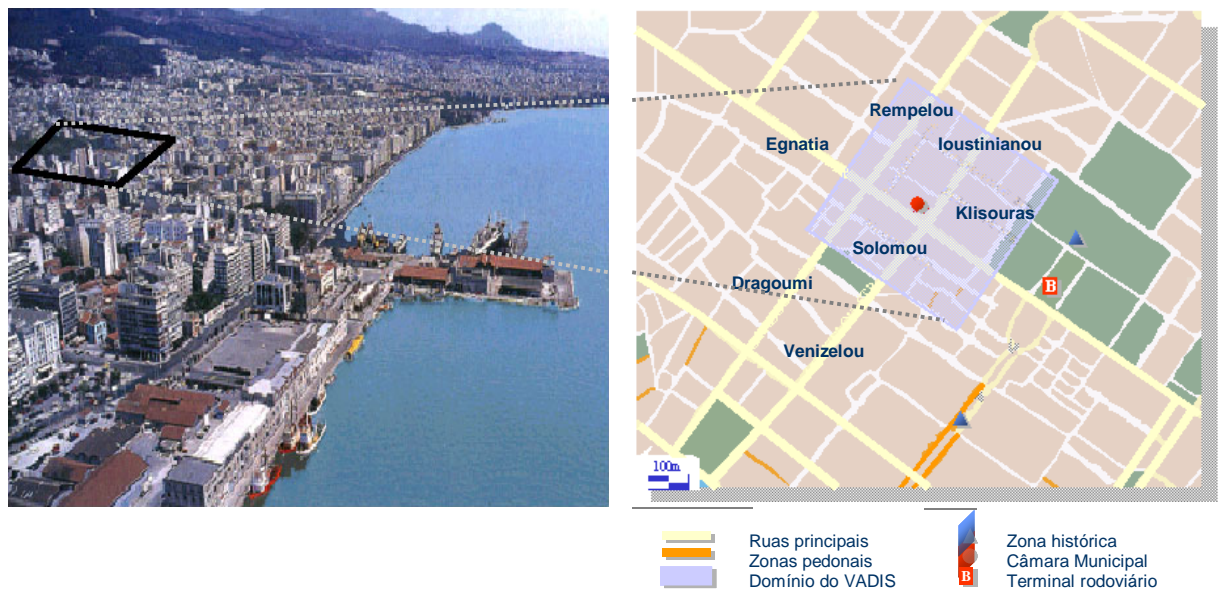 Rempelou
Egnatia
Ioustinianou
Klisouras
Solomou
Dragoumi
Venizelou
B
100m
Ruas principais
Zonas pedonais
Domínio do VADIS
Zona histórica
Câmara Municipal
B
Terminal rodoviário